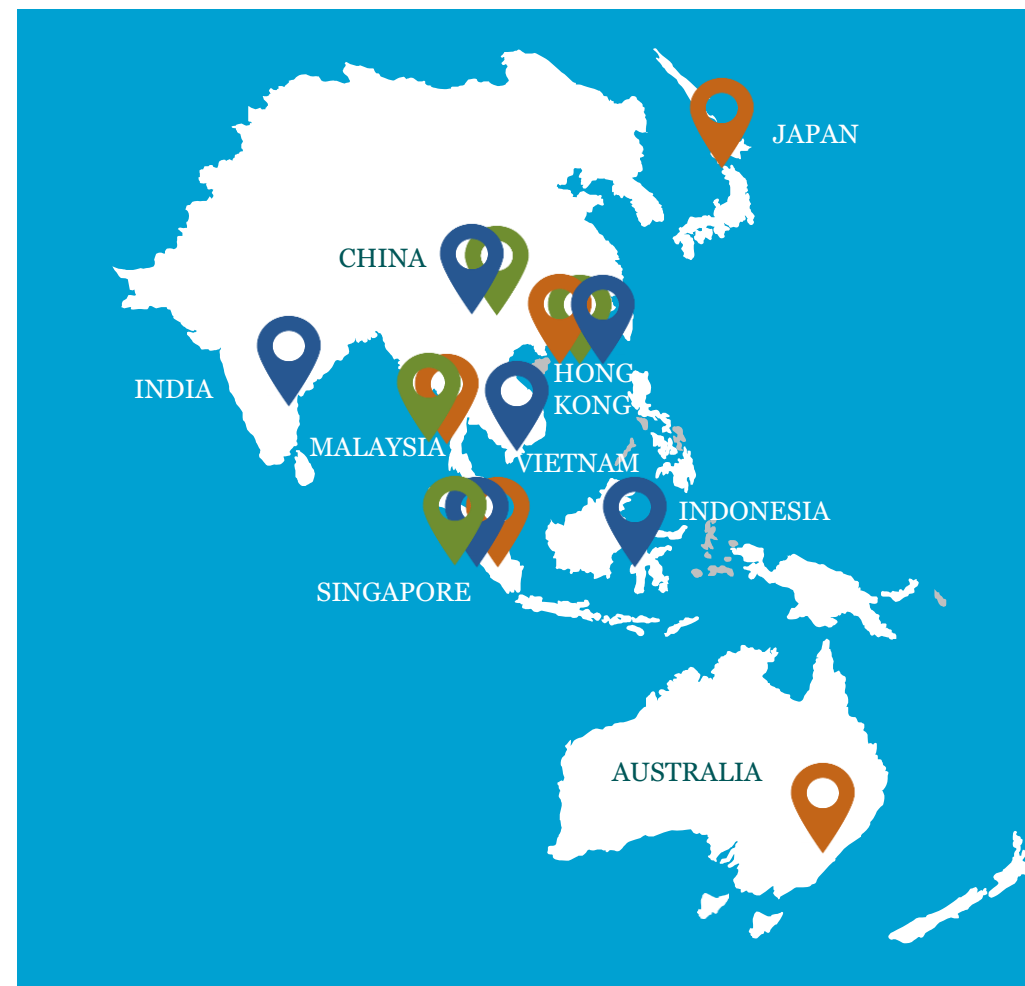 JAPAN
CHINA
HONG
KONG
INDIA
MALAYSIA
VIETNAM
INDONESIA
SINGAPORE
AUSTRALIA